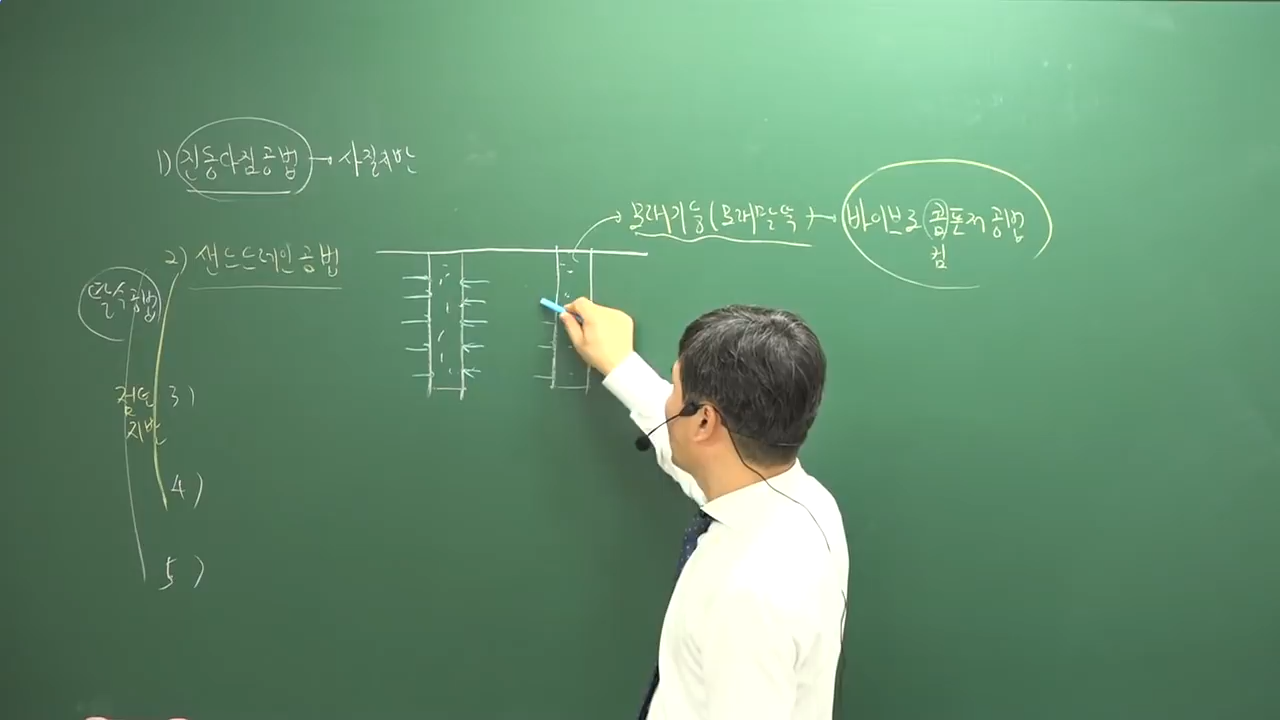 1) 진동다짐공법 → 사질지반
모래기둥(모래말뚝) → 바이브로 콤포저 공법
컴
2) 샌드드레인공법
탈수공법
점토
지반
3)
4)
5)